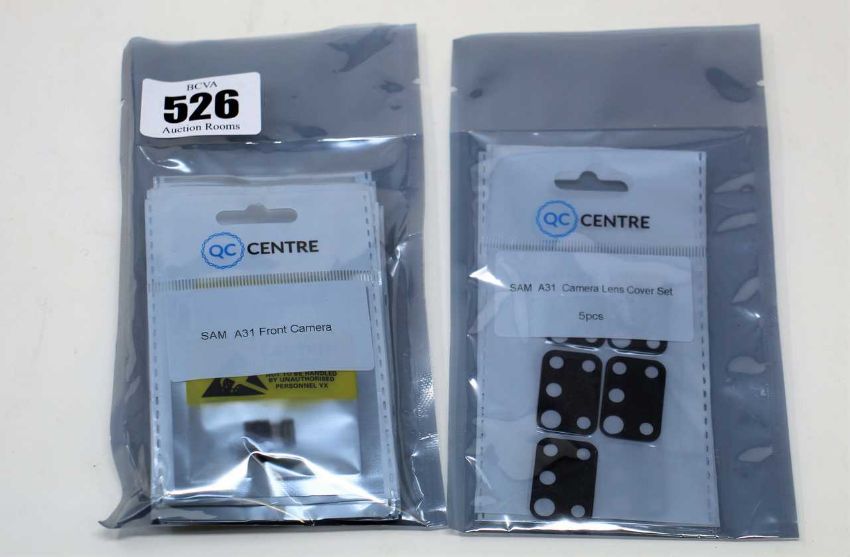 BCVA
526
Auction Rooms
QC CENTRE
SAM A31 Front Camera
NOT TO BE HANDLED
BY UNAUTHORISED
PERSONNEL YX
QC CENTRE
SAM A31 Camera Lens Cover Set
5pcs